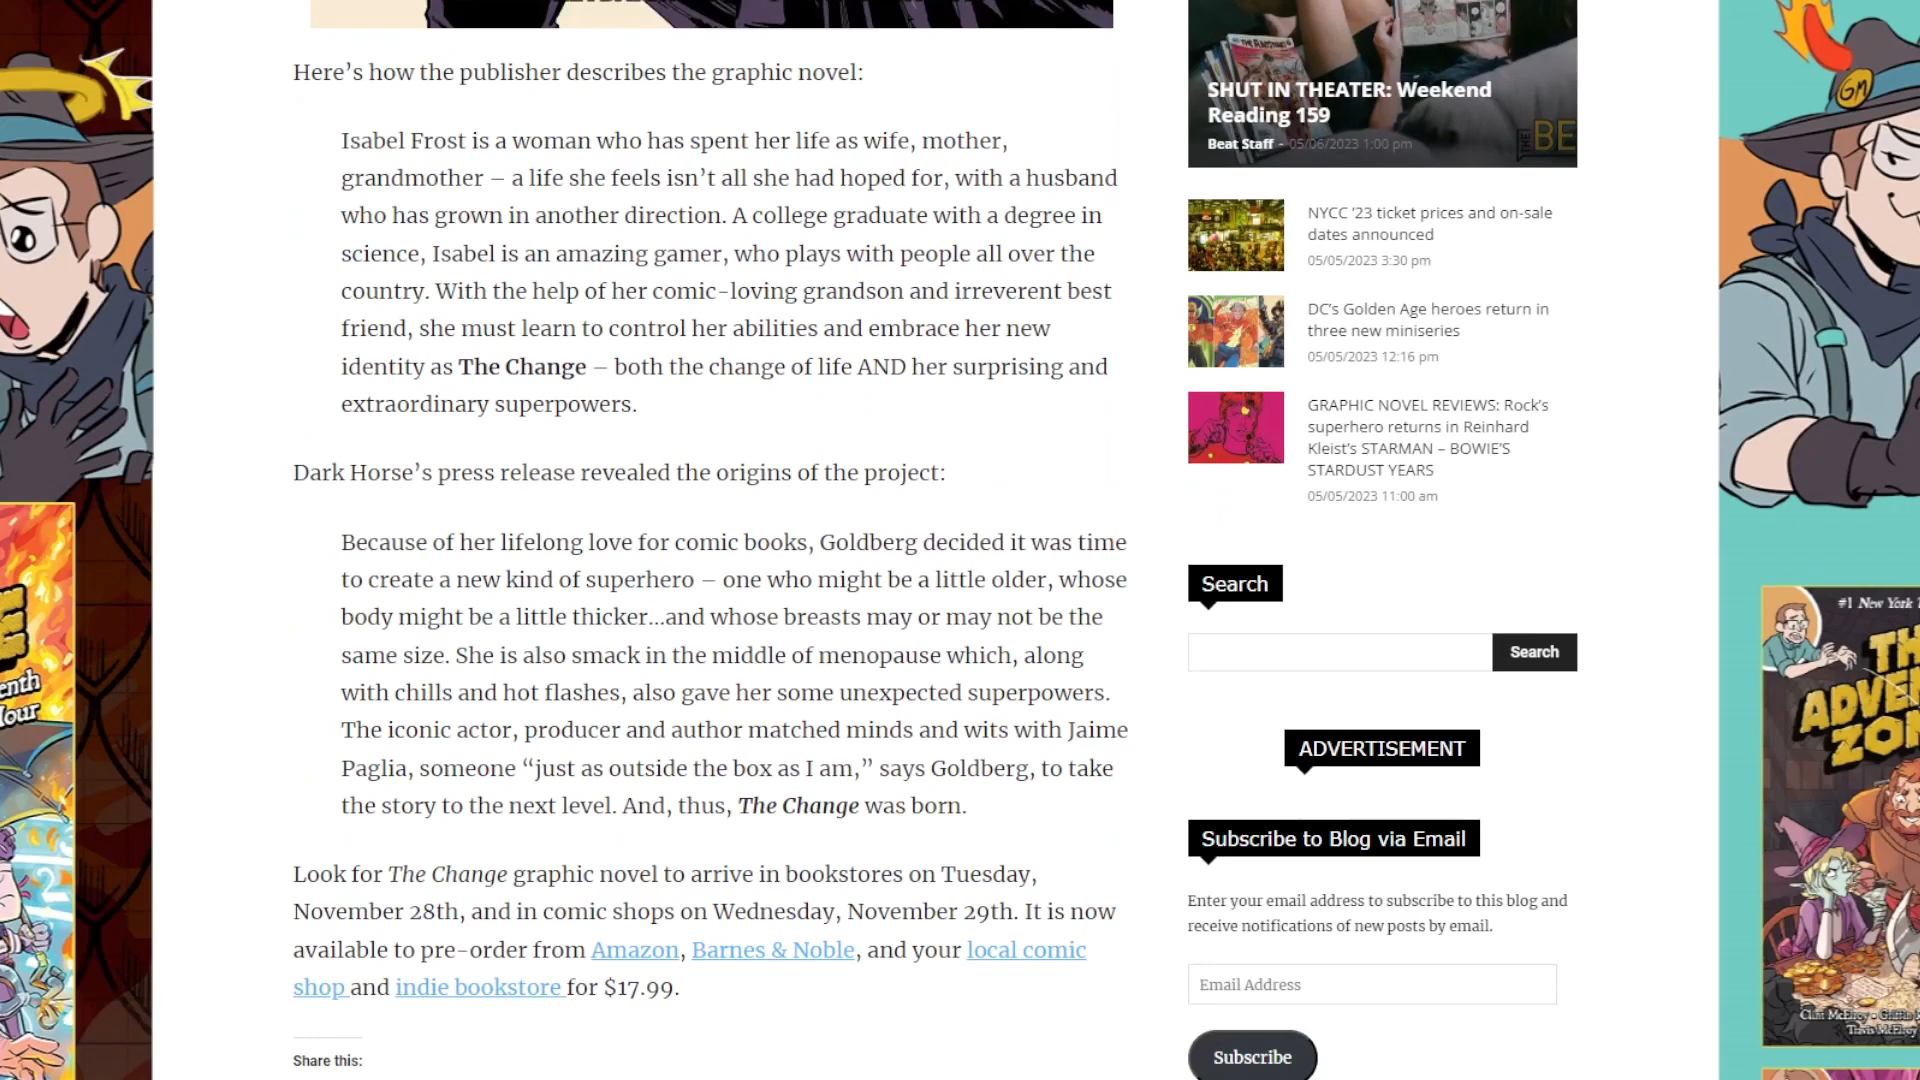 Here’s how the publisher describes the graphic novel:
Isabel Frost is a woman who has spent her life as wife, mother,
grandmother – a life she feels isn’t all she had hoped for, with a husband
who has grown in another direction. A college graduate with a degree in
science, Isabel is an amazing gamer, who plays with people all over the
country. With the help of her comic-loving grandson and irreverent best
friend, she must learn to control her abilities and embrace her new
identity as The Change – both the change of life AND her surprising and
extraordinary superpowers.
Dark Horse’s press release revealed the origins of the project:
Because of her lifelong love for comic books, Goldberg decided it was time
to create a new kind of superhero – one who might be a little older, whose
body might be a little thicker…and whose breasts may or may not be the
same size. She is also smack in the middle of menopause which, along
with chills and hot flashes, also gave her some unexpected superpowers.
The iconic actor, producer and author matched minds and wits with Jaime
Paglia, someone “just as outside the box as I am,” says Goldberg, to take
the story to the next level. And, thus, The Change was born.
Look for The Change graphic novel to arrive in bookstores on Tuesday,
November 28th, and in comic shops on Wednesday, November 29th. It is now
available to pre-order from Amazon, Barnes & Noble, and your local comic
shop and indie bookstore for $17.99.
Share this:
SHUT IN THEATER: Weekend
Reading 159
Beat Staff - 05/06/2023 1:00 pm
THE BE
NYCC ’23 ticket prices and on-sale
dates announced
05/05/2023 3:30 pm
DC’s Golden Age heroes return in
three new miniseries
05/05/2023 12:16 pm
GRAPHIC NOVEL REVIEWS: Rock’s
superhero returns in Reinhard
Kleist’s STARMAN – BOWIE’S
STARDUST YEARS
05/05/2023 11:00 am
Search
Search
ADVERTISEMENT
Subscribe to Blog via Email
Enter your email address to subscribe to this blog and
receive notifications of new posts by email.
Email Address
Subscribe
GM
#1 New York T
TH
ADVE
ZO
Clint McElroy • Griffin
Travis McElroy
E
enth
Hour